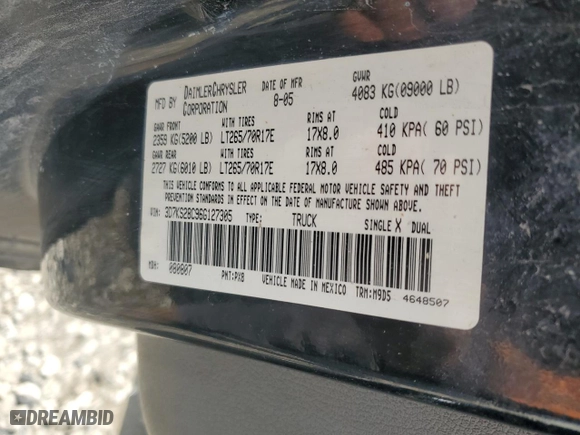 MFD BY DAIMLERCHRYSLER CORPORATION
DATE OF MFR 8-05
GVWR 4083 KG(09000 LB)
GAWR FRONT WITH TIRES RIMS AT COLD
2359 KG(5200 LB) LT265/70R17E 17X8.0 410 KPA( 60 PSI)
GAWR REAR WITH TIRES RIMS AT COLD
2727 KG(6010 LB) LT265/70R17E 17X8.0 485 KPA( 70 PSI)
THIS VEHICLE CONFORMS TO ALL APPLICABLE FEDERAL MOTOR VEHICLE SAFETY AND THEFT
PREVENTION STANDARDS IN EFFECT ON THE DATE OF MANUFACTURE SHOWN ABOVE.
VIN: 3D7KS28C96G127305 TYPE: TRUCK SINGLE X DUAL
MDH: 080807 PNT:PX8 VEHICLE MADE IN MEXICO TRM:M9D5 4648507
DREAMBID